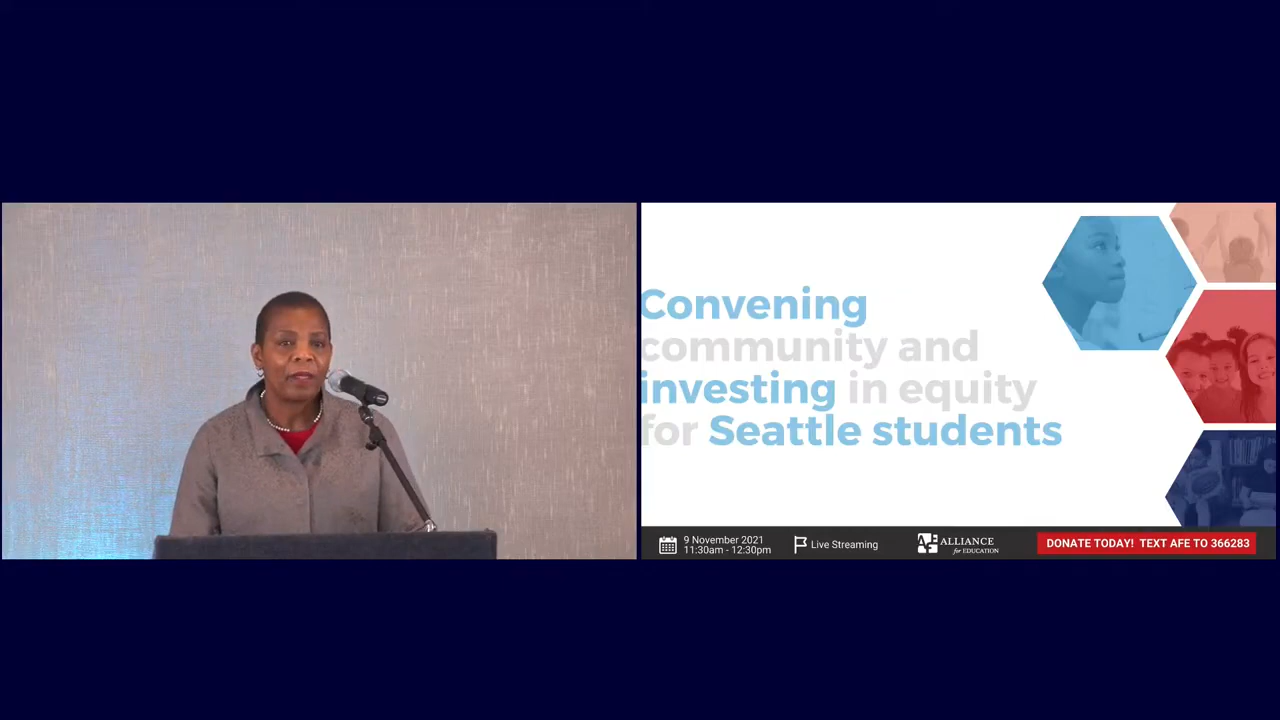 Convening
community and
investing in equity
for Seattle students
9 November 2021
11:30am - 12:30pm
Live Streaming
AFE
ALLIANCE
for EDUCATION
DONATE TODAY! TEXT AFE TO 366283